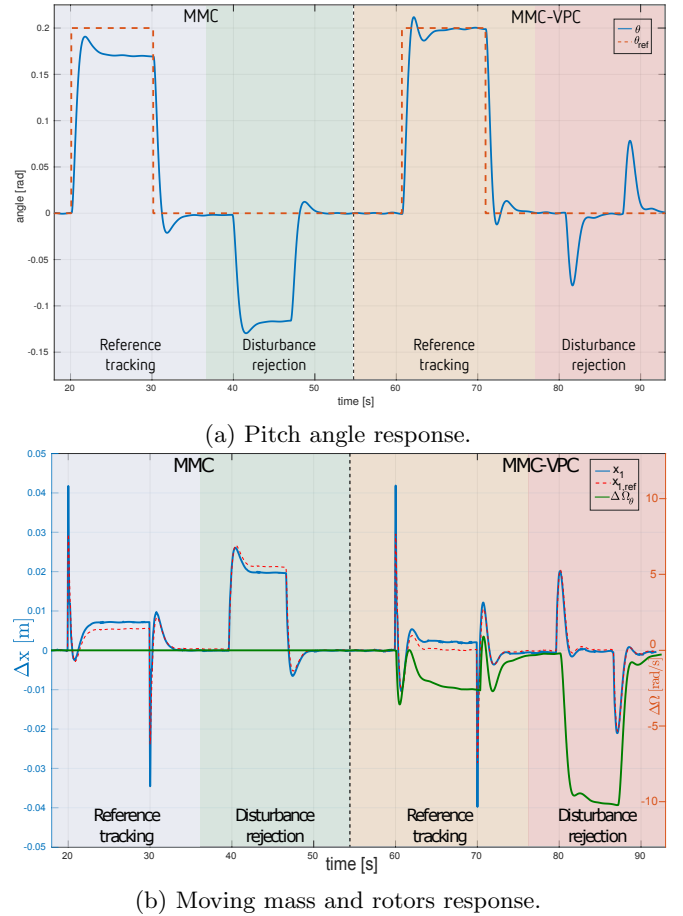 MMC
MMC-VPC
θ
θref
0.2
0.15
0.1
0.05
0
-0.05
-0.1
-0.15
angle [rad]
Reference
tracking
Disturbance
rejection
Reference
tracking
Disturbance
rejection
20 30 40 50 60 70 80 90
time [s]
(a) Pitch angle response.
MMC
MMC-VPC
x1
x1,ref
ΔΩθ
0.05
0.04
0.03
0.02
0.01
0
-0.01
-0.02
-0.03
-0.04
-0.05
Δx [m]
10
5
0
-5
-10
ΔΩ [rad/s]
Reference
tracking
Disturbance
rejection
Reference
tracking
Disturbance
rejection
20 30 40 50 60 70 80 90
time [s]
(b) Moving mass and rotors response.